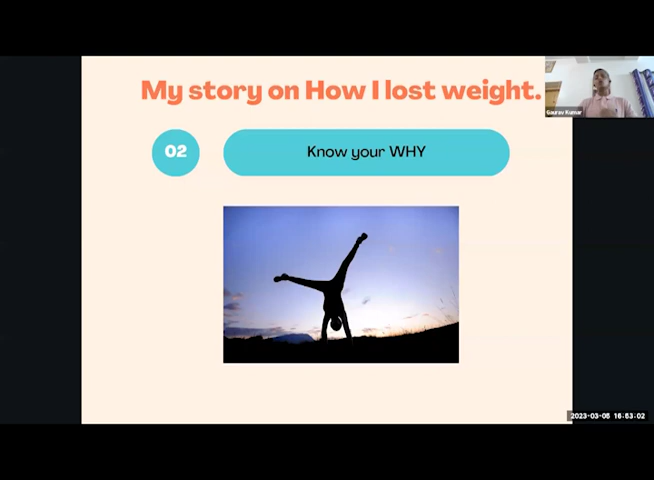 My story on How I lost weight.
Gaurav Kumar
02
Know your WHY
2023-03-05 16:53:02